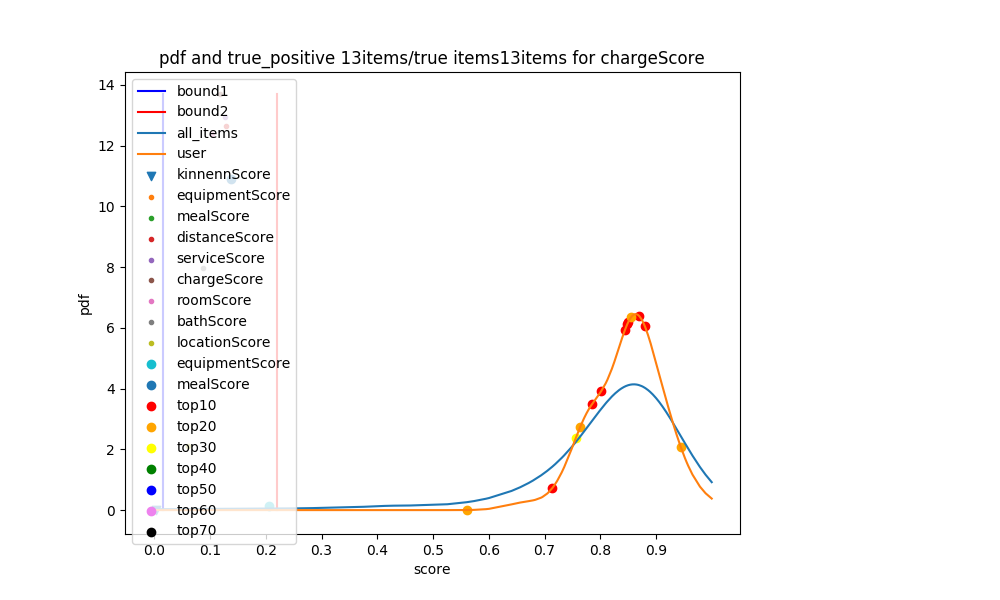 pdf and true_positive 13items/true items13items for chargeScore
14
12
10
8
6
4
2
0
pdf
bound1
bound2
all_items
user
kinnennScore
equipmentScore
mealScore
distanceScore
serviceScore
chargeScore
roomScore
bathScore
locationScore
equipmentScore
mealScore
top10
top20
top30
top40
top50
top60
top70
0.0 0.1 0.2 0.3 0.4 0.5 0.6 0.7 0.8 0.9
score